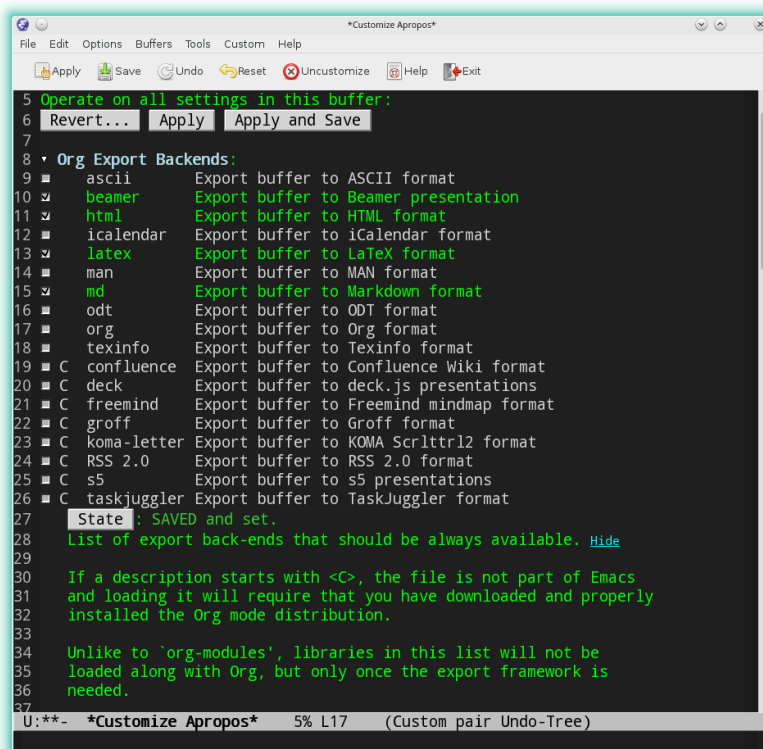 *Customize Apropos*
File Edit Options Buffers Tools Custom Help
Apply Save Undo Reset Uncustomize Help Exit
5 Operate on all settings in this buffer:
6 Revert... Apply Apply and Save
7
8 Org Export Backends:
9 ascii Export buffer to ASCII format
10 beamer Export buffer to Beamer presentation
11 html Export buffer to HTML format
12 icalendar Export buffer to iCalendar format
13 latex Export buffer to LaTeX format
14 man Export buffer to MAN format
15 md Export buffer to Markdown format
16 odt Export buffer to ODT format
17 org Export buffer to Org format
18 texinfo Export buffer to Texinfo format
19 C confluence Export buffer to Confluence Wiki format
20 C deck Export buffer to deck.js presentations
21 C freemind Export buffer to Freemind mindmap format
22 C groff Export buffer to Groff format
23 C koma-letter Export buffer to KOMA Scrlttrl2 format
24 C RSS 2.0 Export buffer to RSS 2.0 format
25 C s5 Export buffer to s5 presentations
26 C taskjuggler Export buffer to TaskJuggler format
27 State : SAVED and set.
28 List of export back-ends that should be always available. Hide
29
30 If a description starts with <C>, the file is not part of Emacs
31 and loading it will require that you have downloaded and properly
32 installed the Org mode distribution.
33
34 Unlike to `org-modules', libraries in this list will not be
35 loaded along with Org, but only once the export framework is
36 needed.
37
U:**- *Customize Apropos* 5% L17 (Custom pair Undo-Tree)